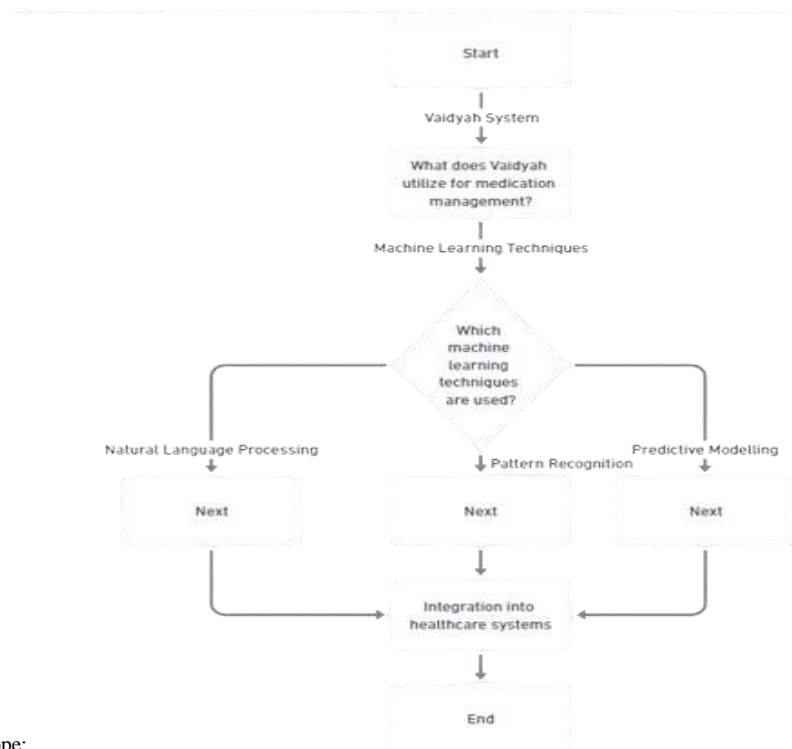 Start
Vaidyah System
What does Vaidyah
utilize for medication
management?
Machine Learning Techniques
Which
machine
learning
techniques
are used?
Natural Language Processing
Pattern Recognition
Predictive Modelling
Next
Next
Next
Integration into
healthcare systems
End